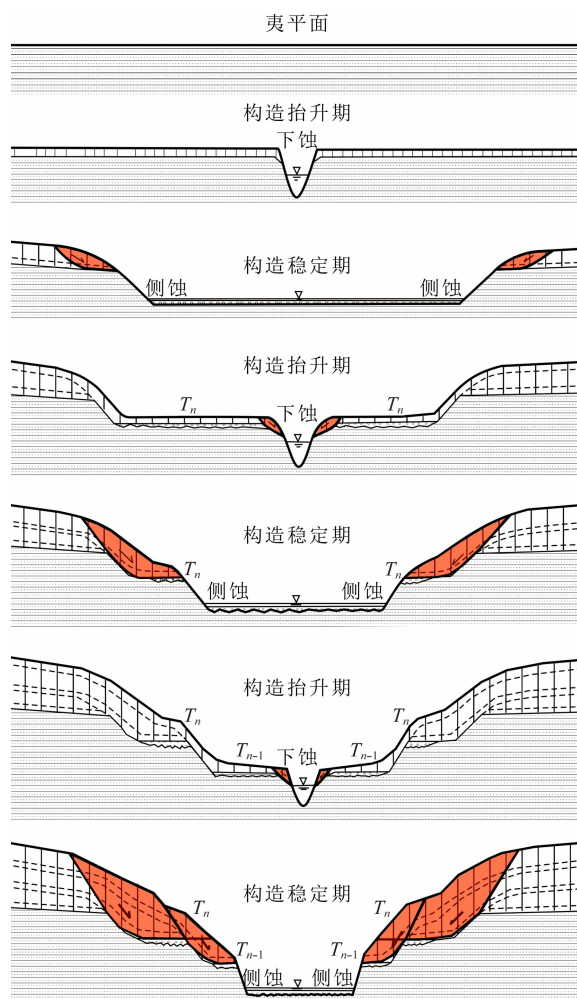 夷平面
构造抬升期
下蚀
构造稳定期
侧蚀 侧蚀
构造抬升期
Tₙ 下蚀 Tₙ
构造稳定期
Tₙ Tₙ
侧蚀 侧蚀
构造抬升期
Tₙ Tₙ
Tₙ₋₁ 下蚀 Tₙ₋₁
构造稳定期
Tₙ Tₙ
Tₙ₋₁ Tₙ₋₁
侧蚀 侧蚀